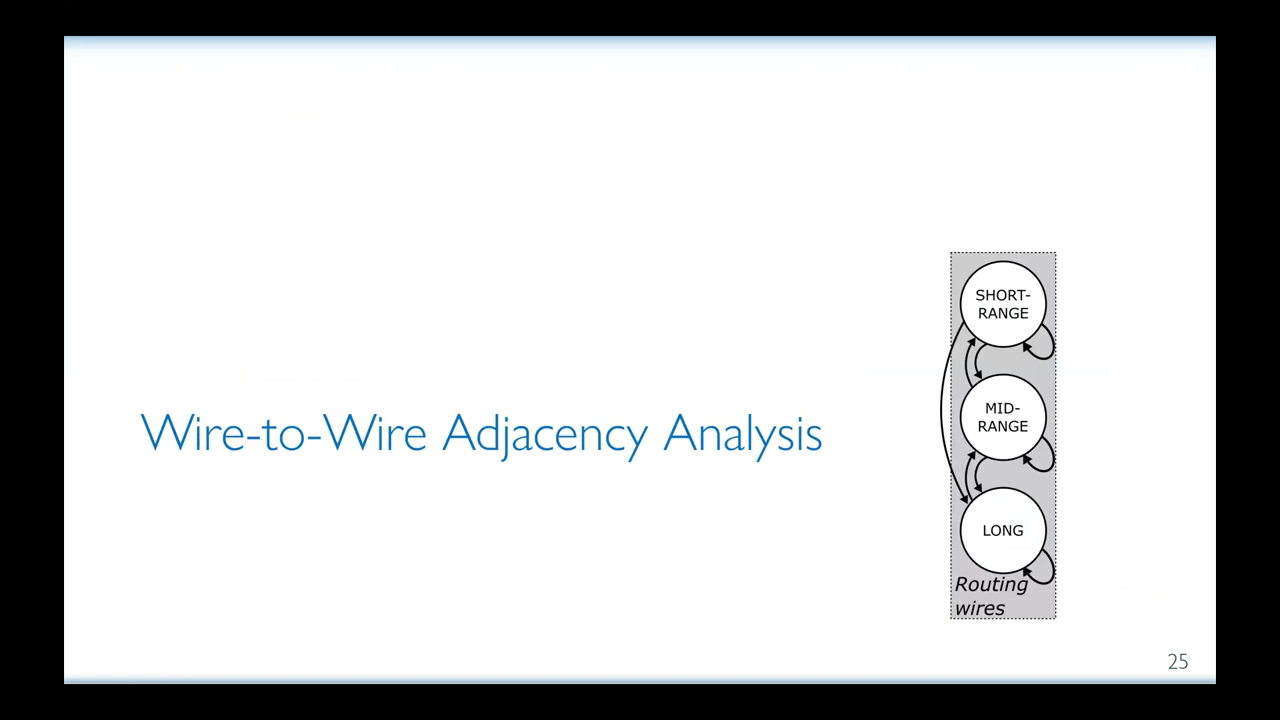 SHORT-
RANGE
MID-
RANGE
Wire-to-Wire Adjacency Analysis
LONG
Routing
wires
25